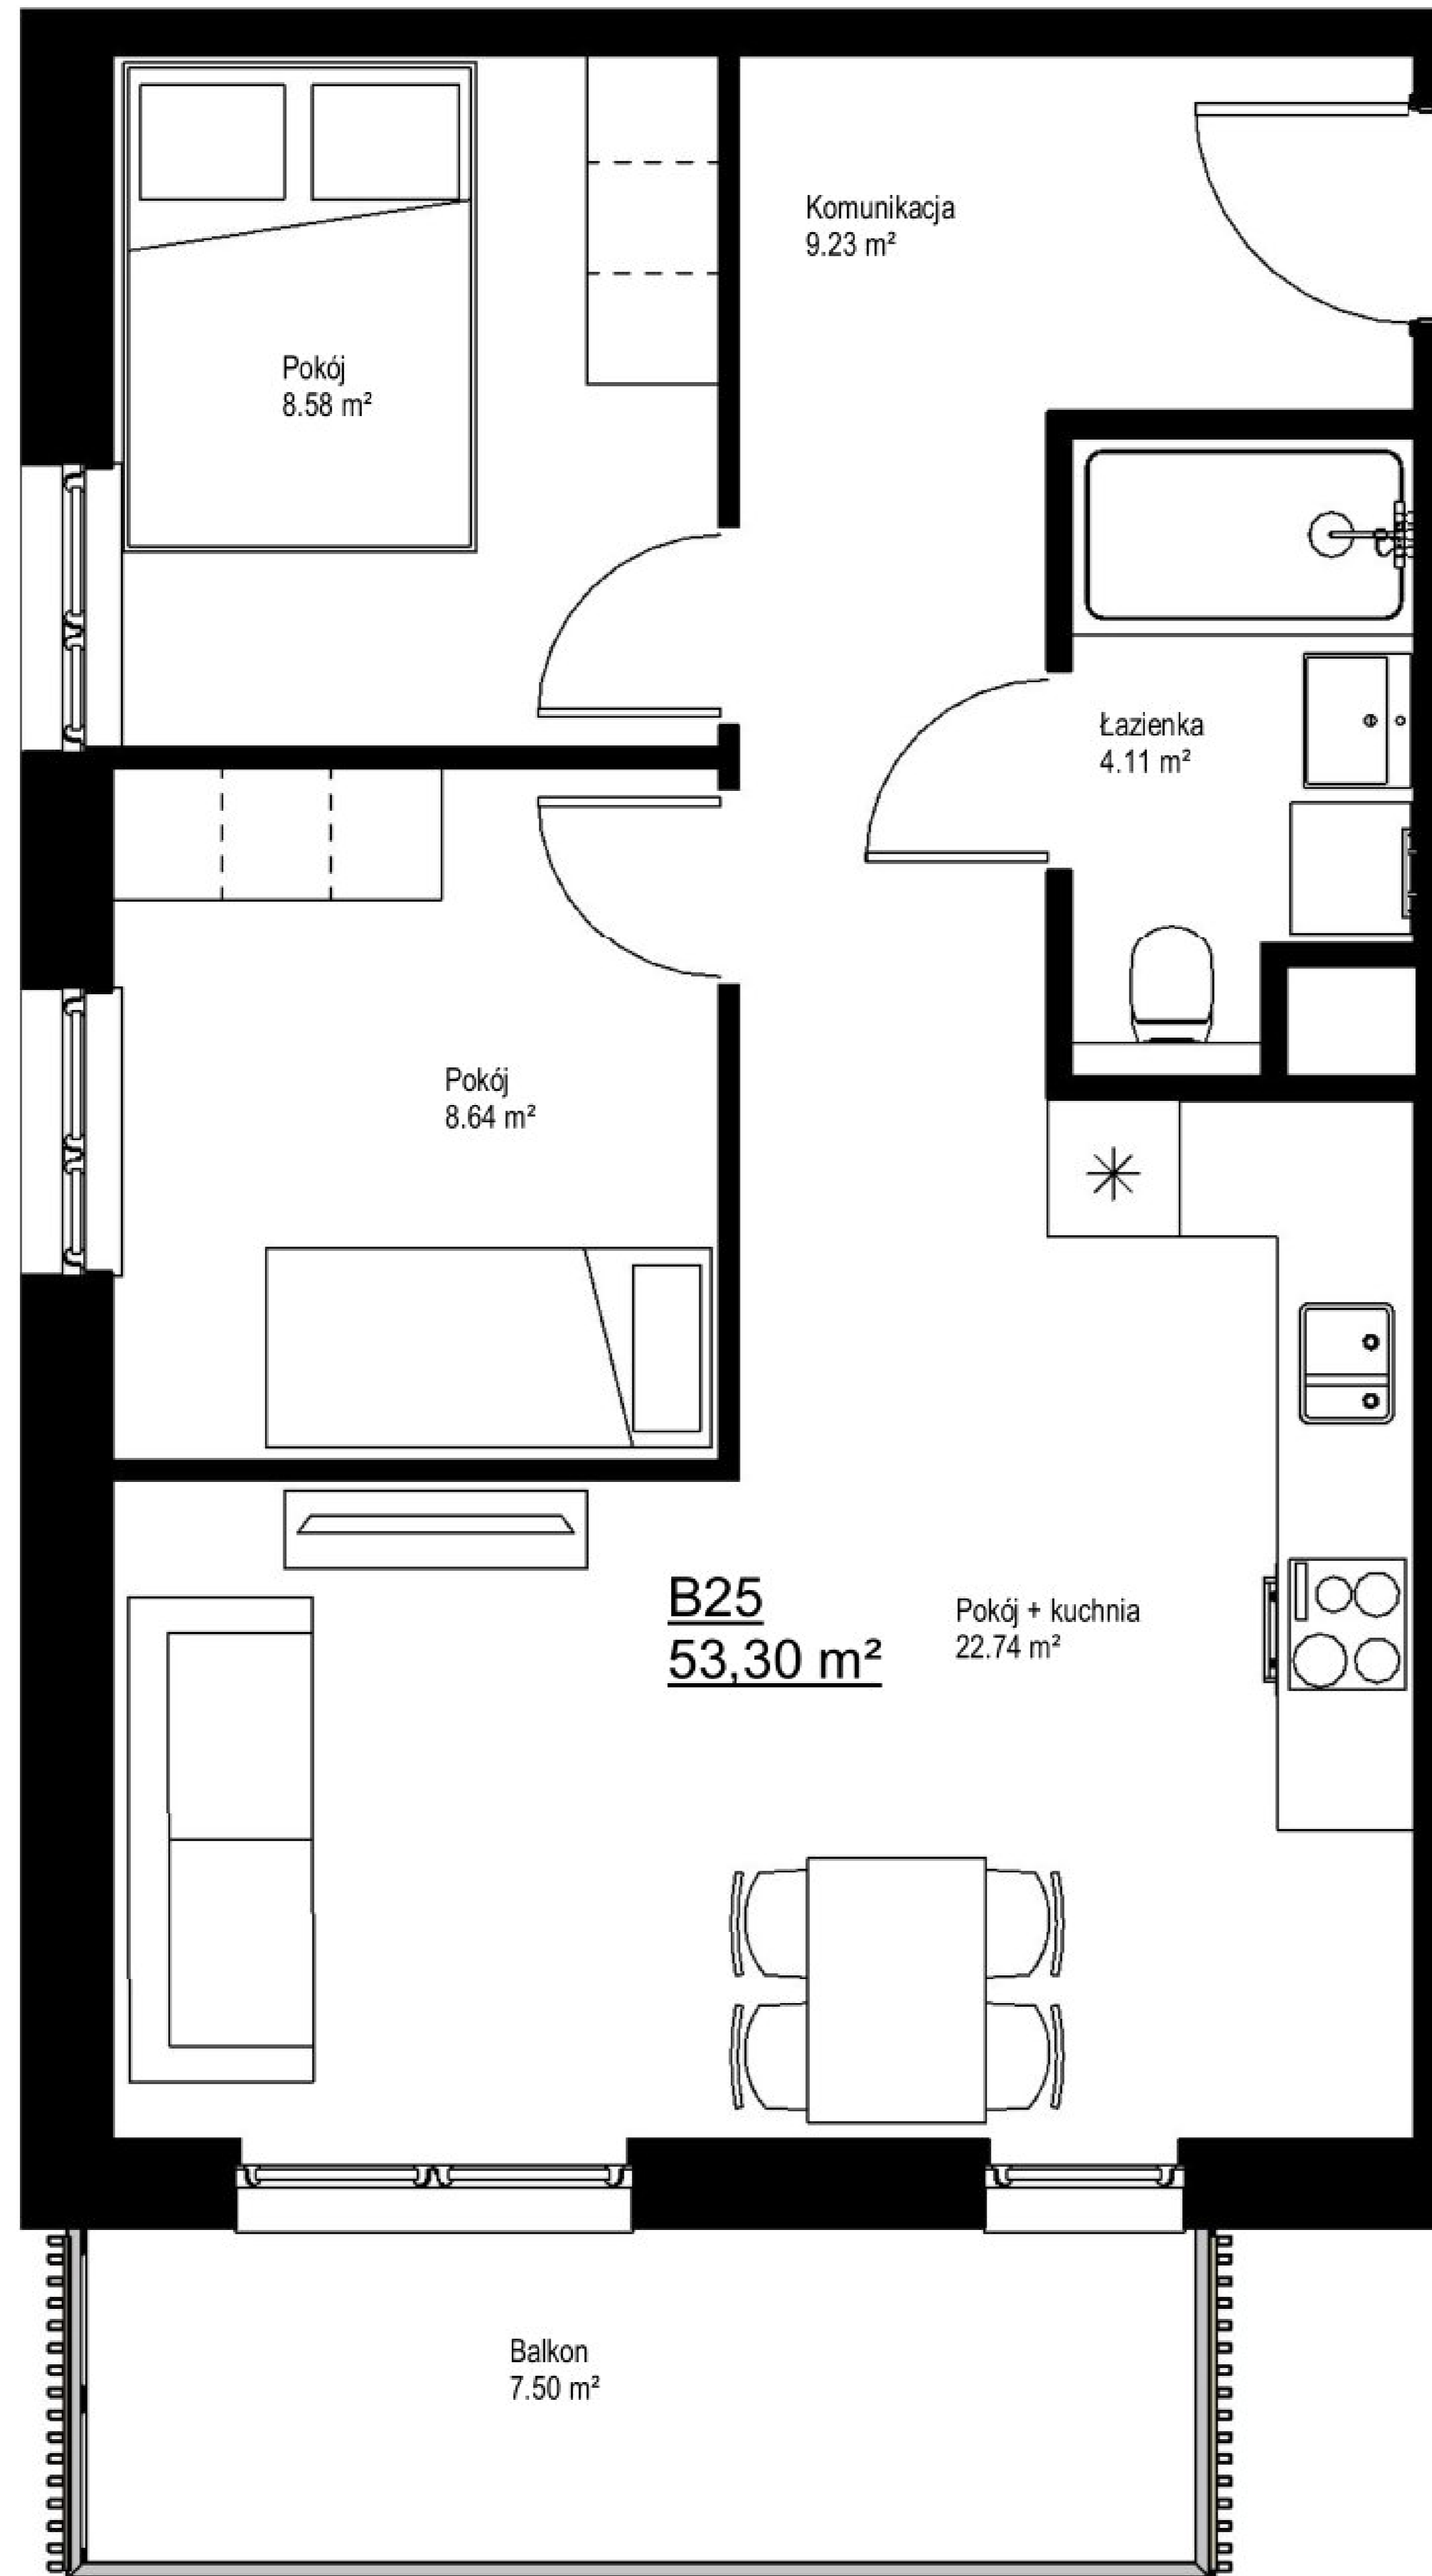 Komunikacja
9.23 m²
Pokój
8.58 m²
Łazienka
4.11 m²
Pokój
8.64 m²
B25
53,30 m²
Pokój + kuchnia
22.74 m²
Balkon
7.50 m²